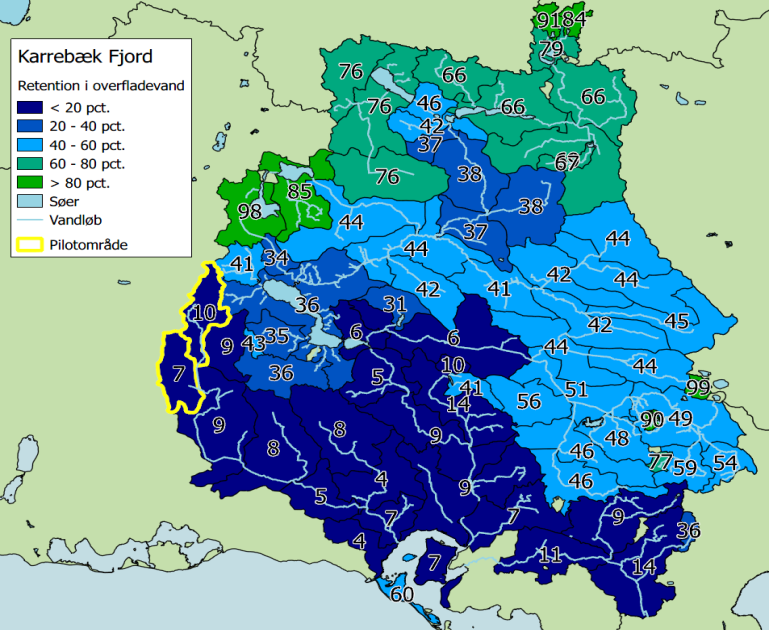 Karrebæk Fjord
Retention i overfladevand
< 20 pct.
20 - 40 pct.
40 - 60 pct.
60 - 80 pct.
> 80 pct.
Søer
Vandløb
Pilotområde
91 84
79
76 66
76 46 66 66
42
37
67
76 38
85 38
98 44
37
44 44
34
41 42 44
42 41
36 31
10 45
42
6 6
9 43 35 44
10 44
7 36 5 41 51 99
14 56
9 90 49
8 8 9 48
46 77 54
59
4 46
5 9
7 7 9
36
4 11
7 14
60